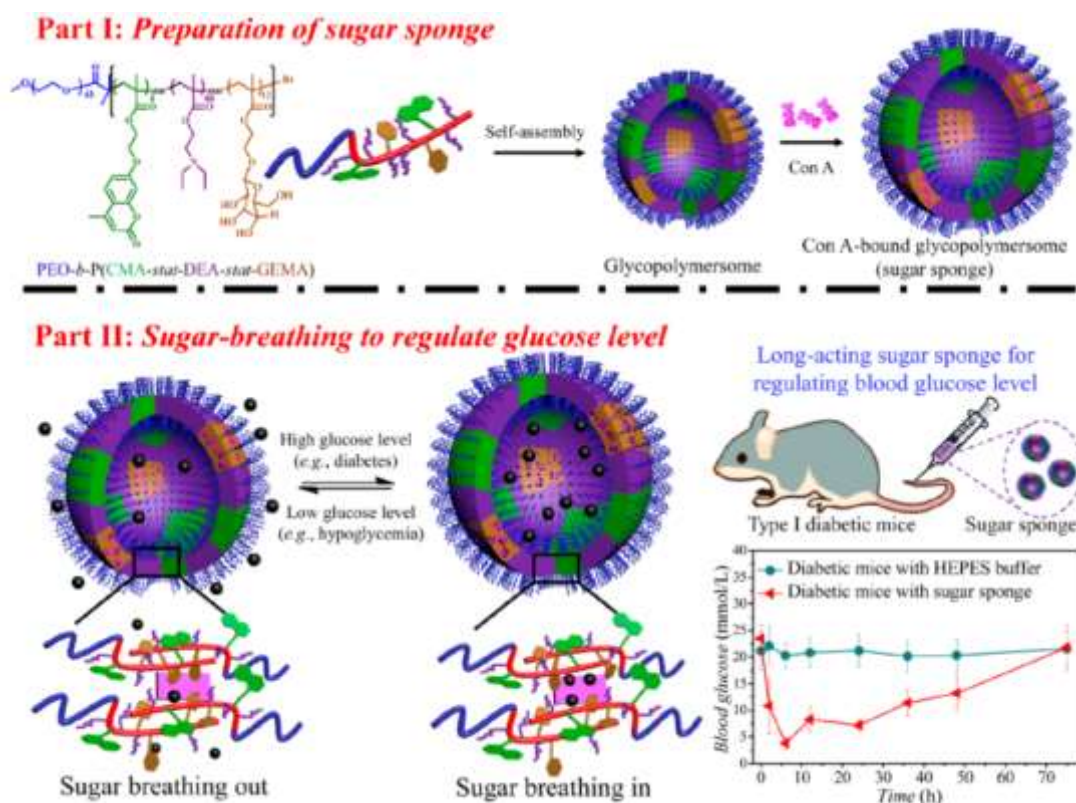 Part I: Preparation of sugar sponge
Self-assembly
Con A
PEO-b-P(CMA-stat-DEA-stat-GEMA)
Glycopolymersome
Con A-bound glycopolymersome
(sugar sponge)
Part II: Sugar-breathing to regulate glucose level
High glucose level
(e.g., diabetes)
Low glucose level
(e.g., hypoglycemia)
Sugar breathing out
Sugar breathing in
Long-acting sugar sponge for
regulating blood glucose level
Type I diabetic mice
Sugar sponge
Diabetic mice with HEPES buffer
Diabetic mice with sugar sponge
Blood glucose (mmol/L)
40
35
30
25
20
15
10
5
0
0 10 20 30 40 50 60 70
Time (h)